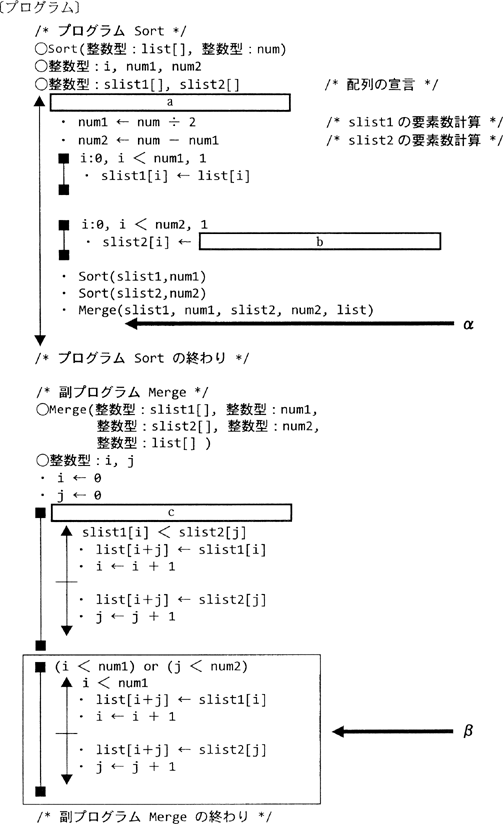 〔プログラム〕
/* プログラム Sort */
○Sort(整数型：list[], 整数型：num)
○整数型：i, num1, num2
○整数型：slist1[], slist2[] /* 配列の宣言 */
a
・ num1 ← num ÷ 2 /* slist1 の要素数計算 */
・ num2 ← num − num1 /* slist2 の要素数計算 */
■ i:0, i < num1, 1
・ slist1[i] ← list[i]
■ i:0, i < num2, 1
・ slist2[i] ← b
・ Sort(slist1,num1)
・ Sort(slist2,num2)
・ Merge(slist1, num1, slist2, num2, list)
α
/* プログラム Sort の終わり */
/* 副プログラム Merge */
○Merge(整数型：slist1[], 整数型：num1,
整数型：slist2[], 整数型：num2,
整数型：list[] )
○整数型：i, j
・ i ← 0
・ j ← 0
■ c
slist1[i] < slist2[j]
・ list[i+j] ← slist1[i]
・ i ← i + 1
・ list[i+j] ← slist2[j]
・ j ← j + 1
■ (i < num1) or (j < num2)
i < num1
・ list[i+j] ← slist1[i]
・ i ← i + 1
β
・ list[i+j] ← slist2[j]
・ j ← j + 1
/* 副プログラム Merge の終わり */